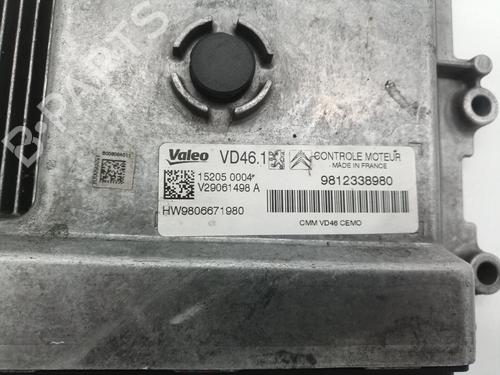 B-PARTS
Valeo VD46.1 CONTROLE MOTEUR
MADE IN FRANCE
15205 0004 9812338980
V29061498 A
HW9806671980
CMM VD46 CEMO